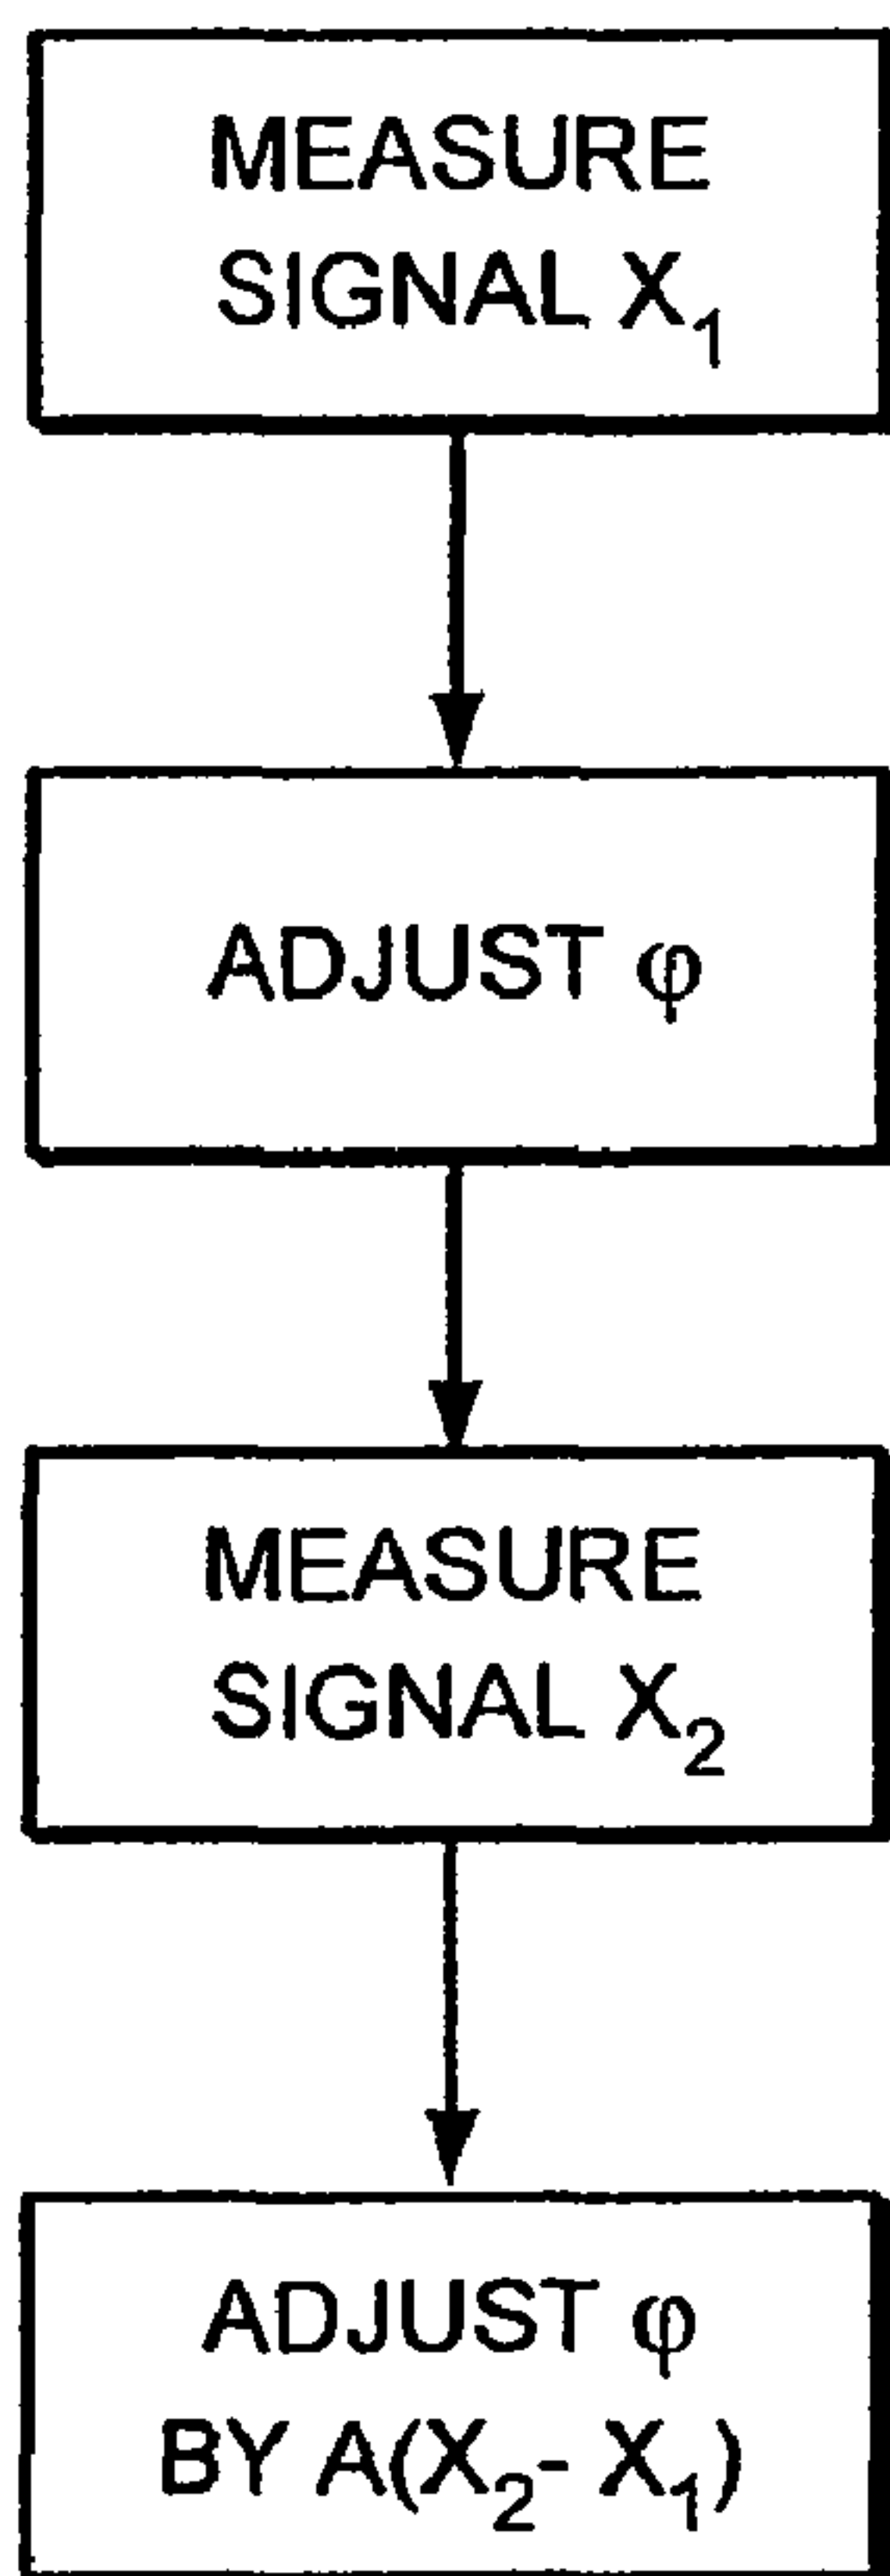 MEASURE
SIGNAL X₁
ADJUST φ
MEASURE
SIGNAL X₂
ADJUST φ
BY A(X₂- X₁)